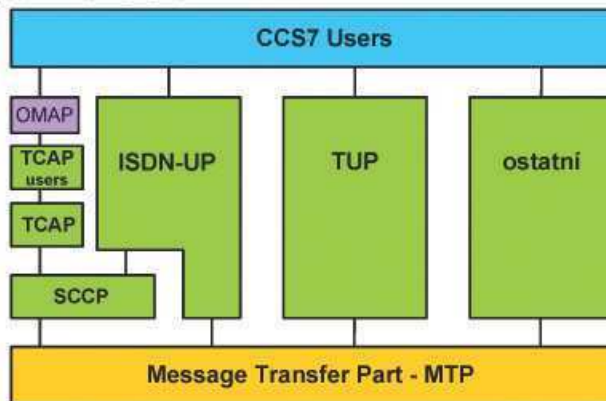 CCS7 Users
OMAP
TCAP
users
TCAP
SCCP
ISDN-UP
TUP
ostatní
Message Transfer Part - MTP